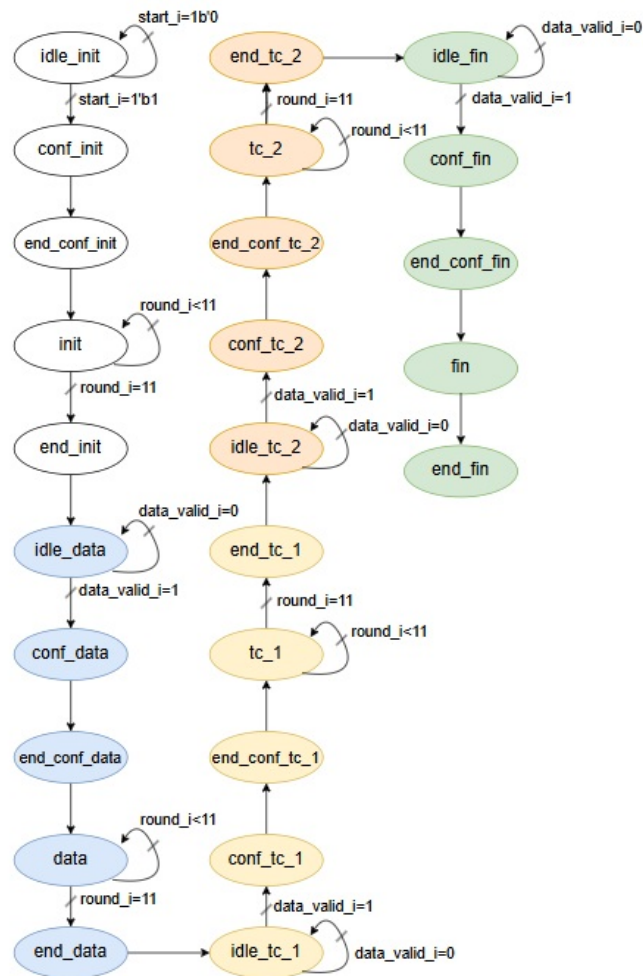 start_i=1b'0
idle_init
start_i=1'b1
conf_init
end_conf_init
round_i<11
init
round_i=11
end_init
data_valid_i=0
idle_data
data_valid_i=1
conf_data
end_conf_data
round_i<11
data
round_i=11
end_data
idle_tc_1
data_valid_i=0
data_valid_i=1
conf_tc_1
end_conf_tc_1
tc_1
round_i<11
round_i=11
end_tc_1
idle_tc_2
data_valid_i=0
data_valid_i=1
conf_tc_2
end_conf_tc_2
tc_2
round_i<11
round_i=11
end_tc_2
data_valid_i=0
idle_fin
data_valid_i=1
conf_fin
end_conf_fin
fin
end_fin